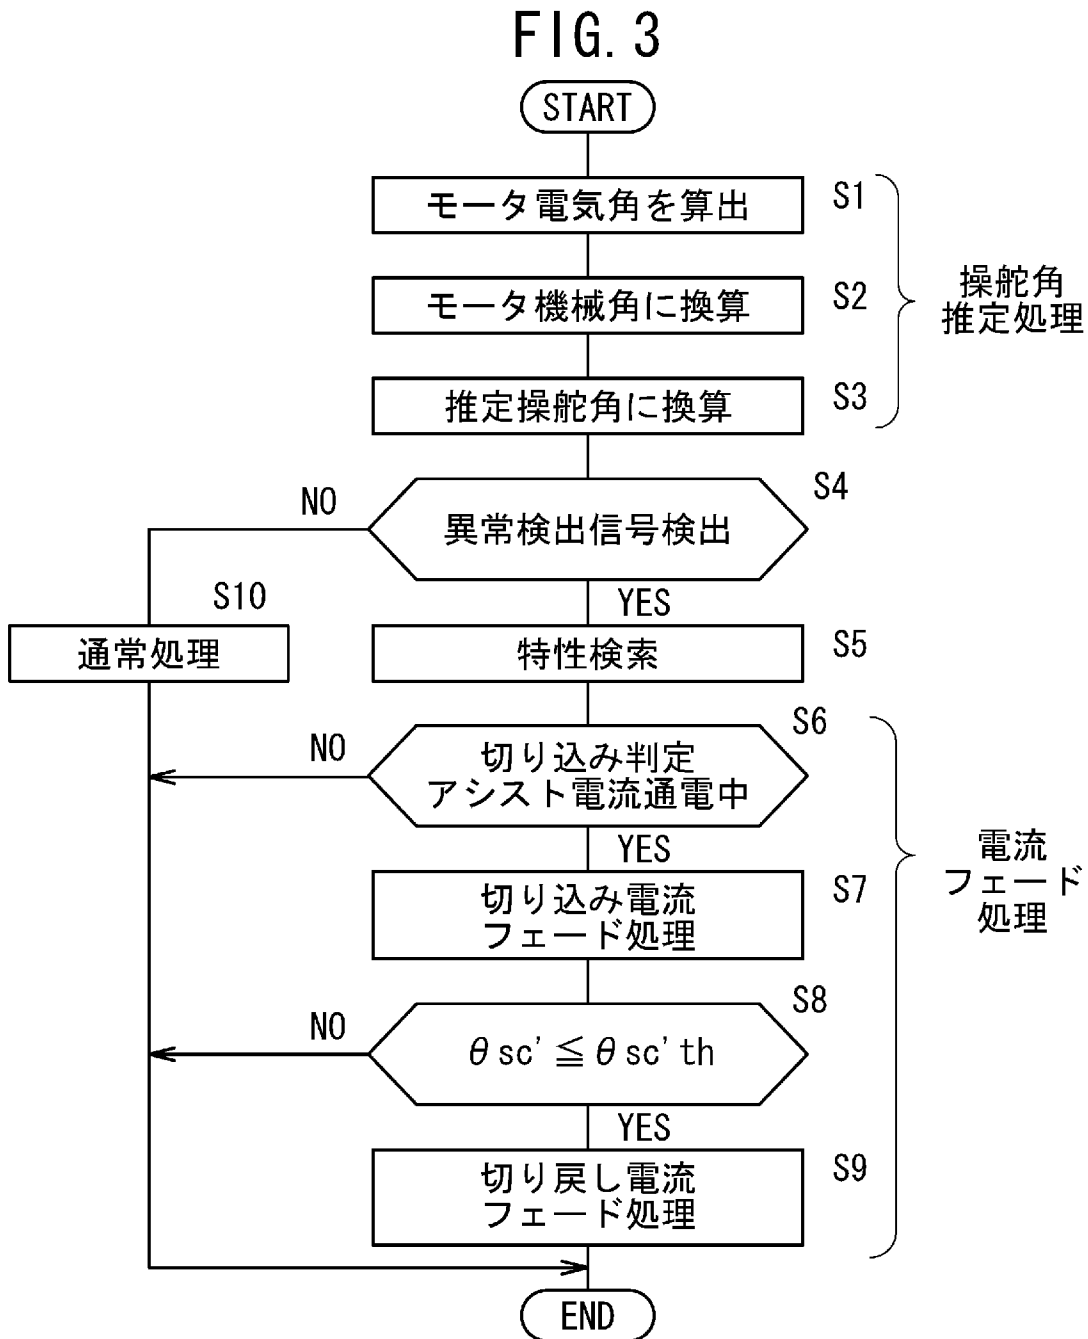 FIG. 3
START
モータ電気角を算出
S1
モータ機械角に換算
S2
推定操舵角に換算
S3
操舵角
推定処理
異常検出信号検出
S4
NO
YES
S10
通常処理
特性検索
S5
切り込み判定
アシスト電流通電中
S6
NO
YES
切り込み電流
フェード処理
S7
θsc' ≦ θsc' th
S8
NO
YES
切り戻し電流
フェード処理
S9
電流
フェード
処理
END